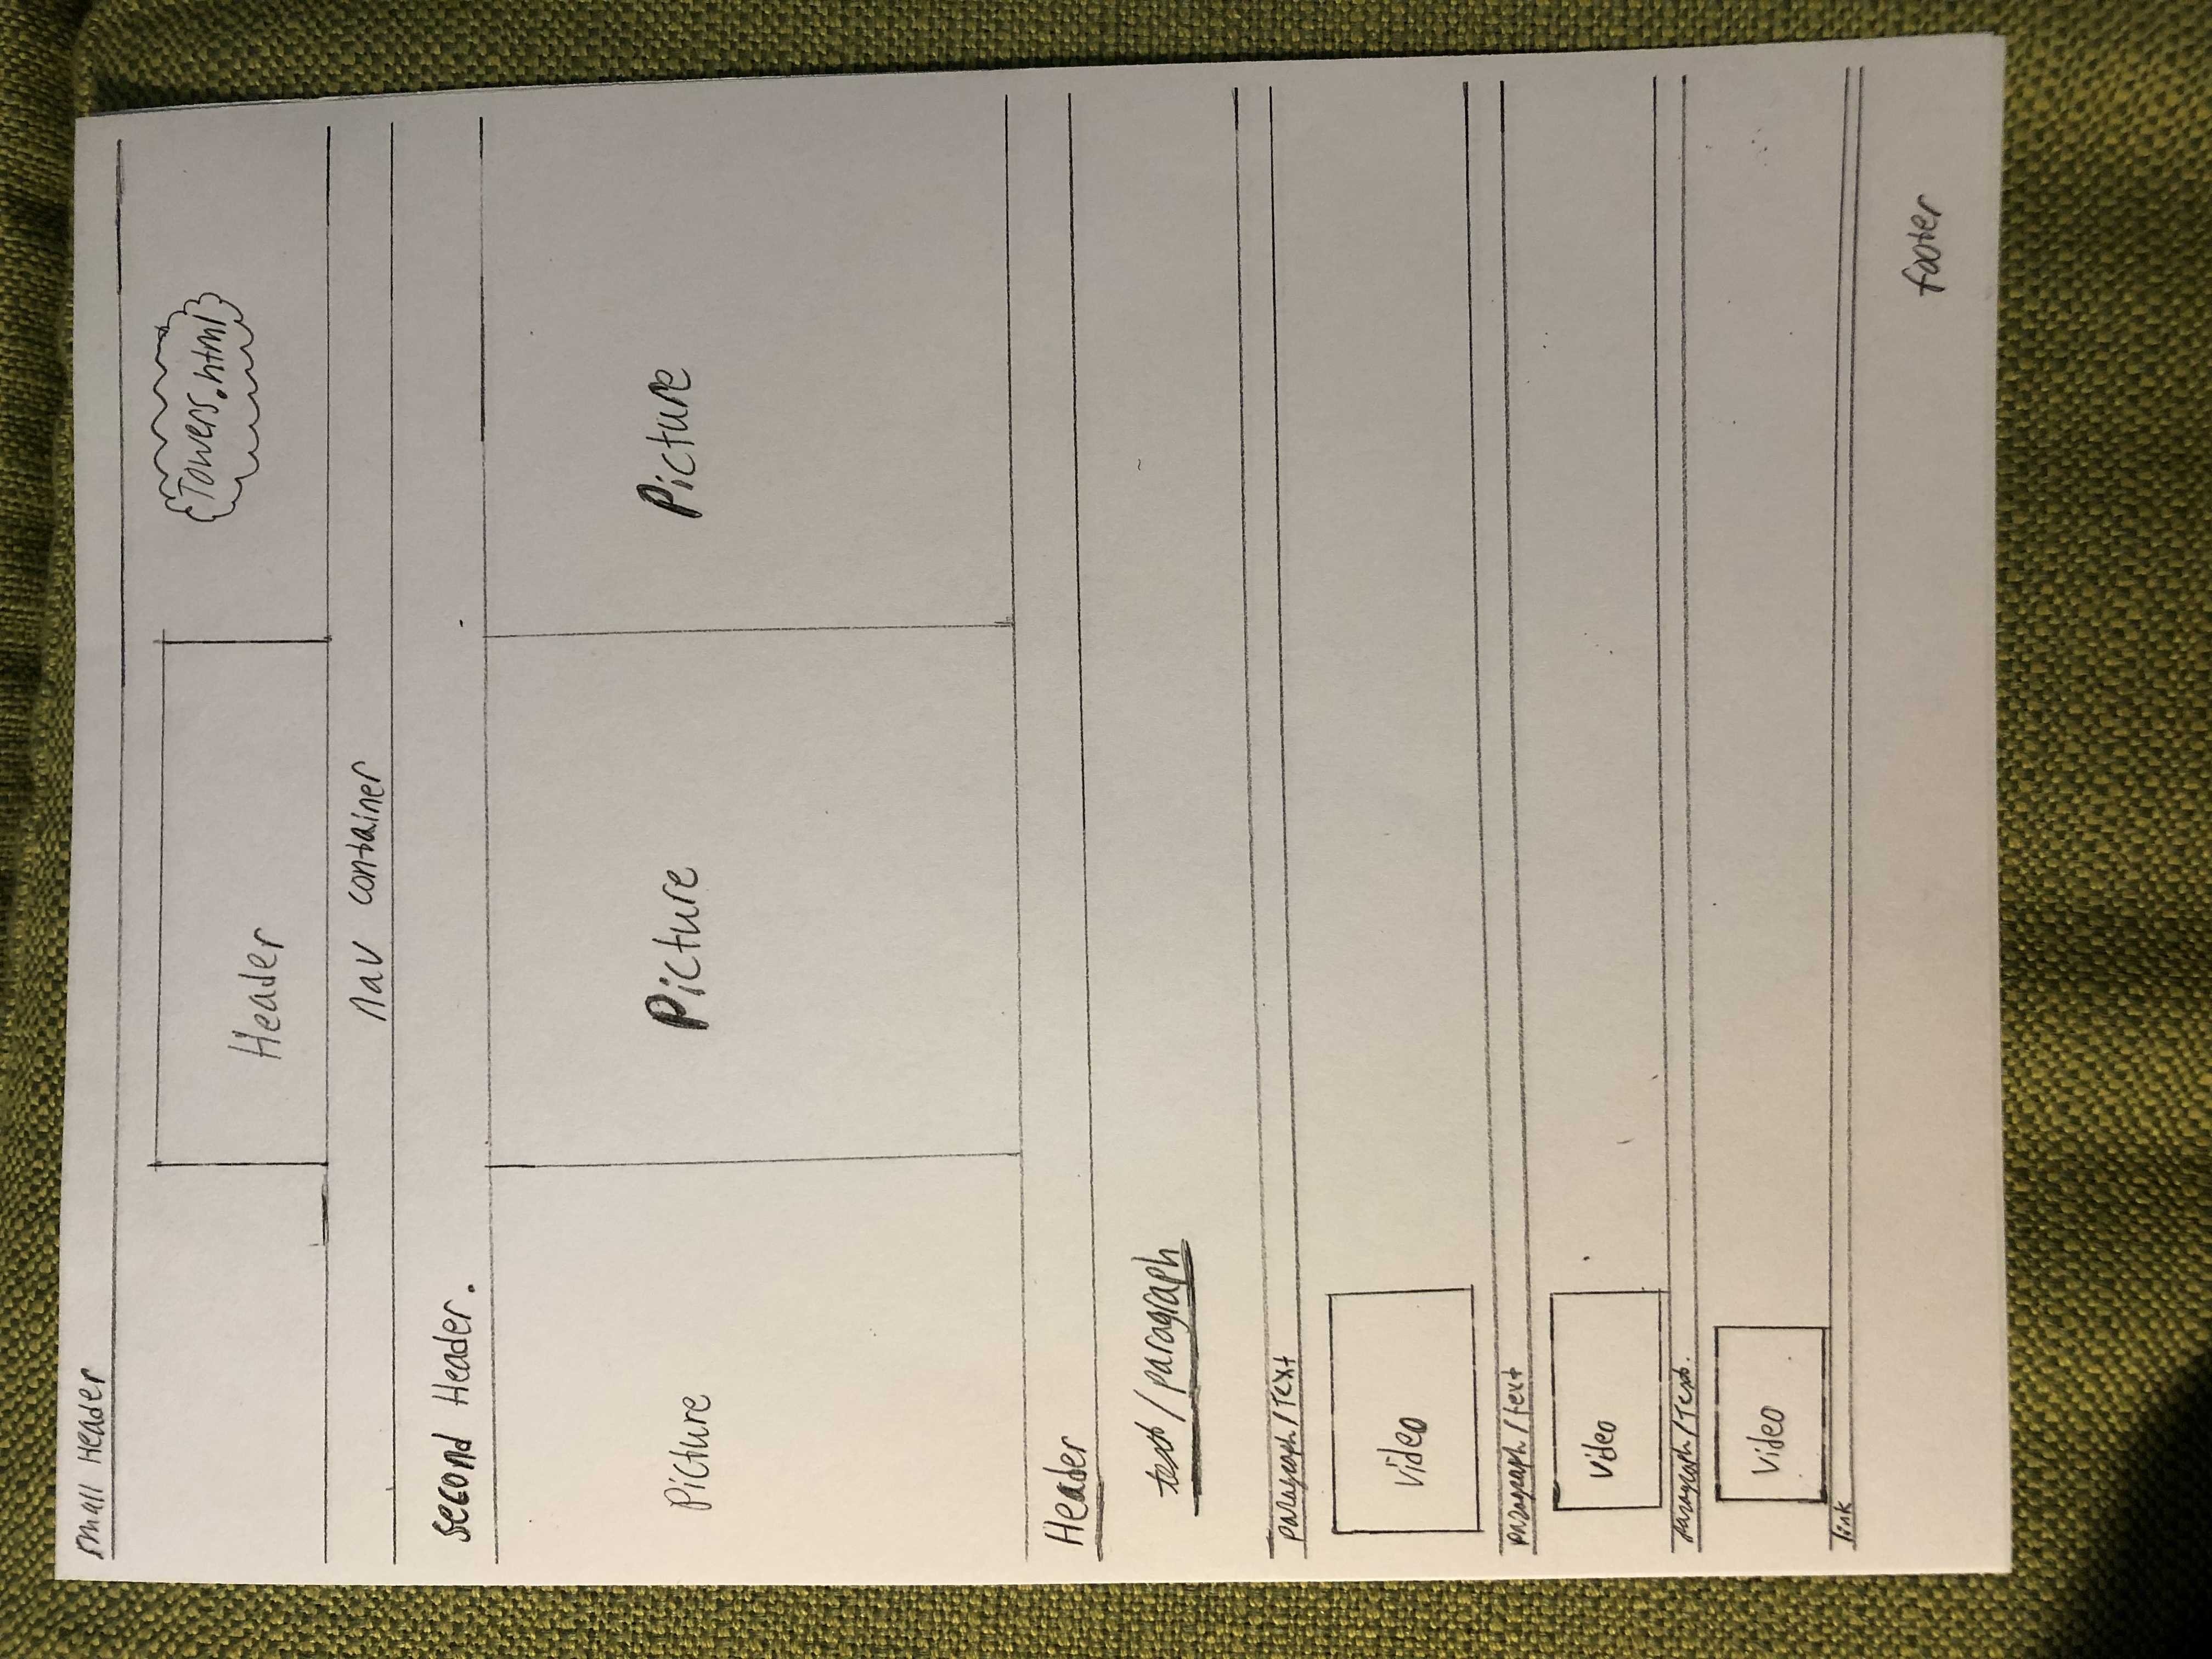 small Header
Towers.html
Header
nav container
second Header.
Picture
Picture
Picture
Header
text / paragraph
paragraph / Text
Video
paragraph / text
Video
paragraph / Text.
Video
link
footer